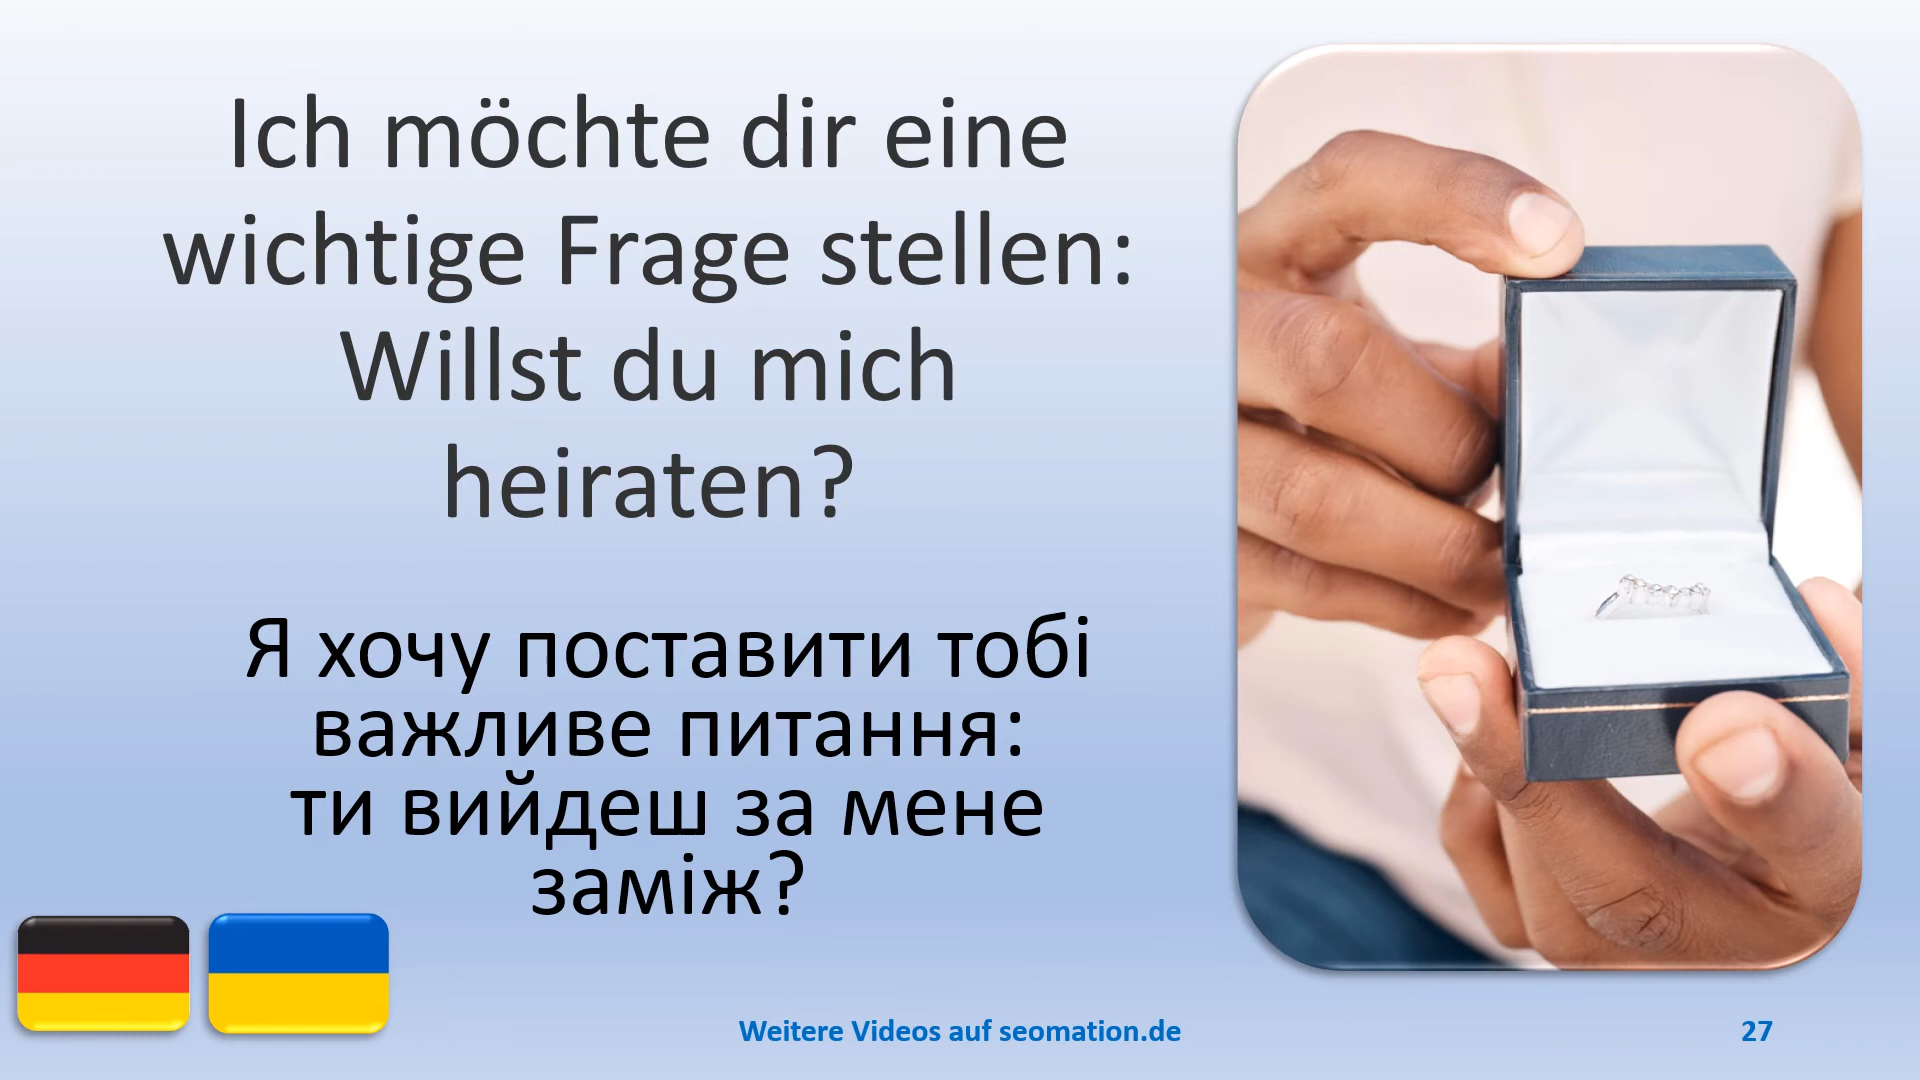 Ich möchte dir eine
wichtige Frage stellen:
Willst du mich
heiraten?
Я хочу поставити тобі
важливе питання:
ти вийдеш за мене
заміж?
Weitere Videos auf seomation.de
27